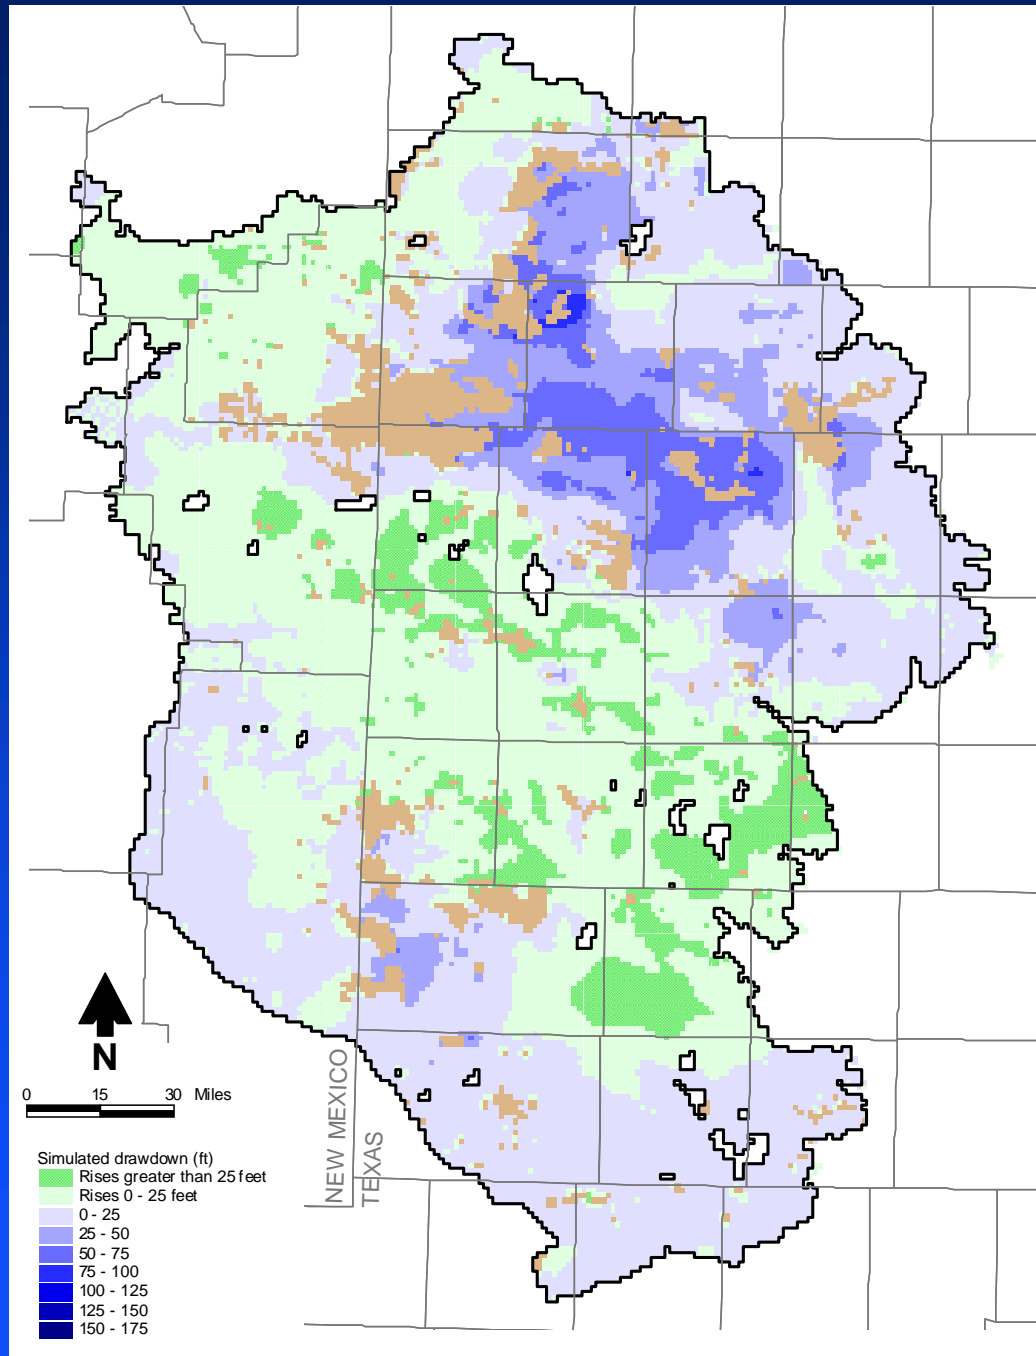 N
0 15 30 Miles
NEW MEXICO
TEXAS
Simulated drawdown (ft)
Rises greater than 25 feet
Rises 0 - 25 feet
0 - 25
25 - 50
50 - 75
75 - 100
100 - 125
125 - 150
150 - 175